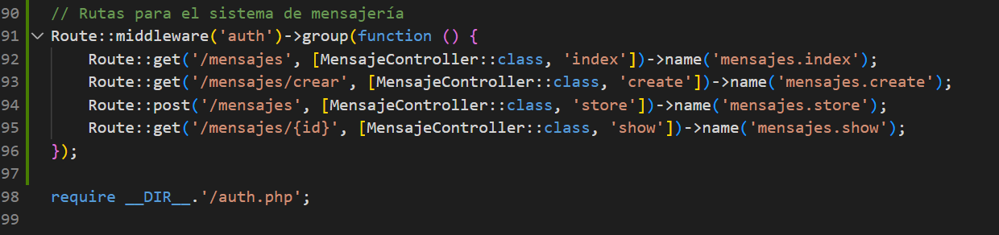 90 // Rutas para el sistema de mensajería
91 Route::middleware('auth')->group(function () {
92     Route::get('/mensajes', [MensajeController::class, 'index'])->name('mensajes.index');
93     Route::get('/mensajes/crear', [MensajeController::class, 'create'])->name('mensajes.create');
94     Route::post('/mensajes', [MensajeController::class, 'store'])->name('mensajes.store');
95     Route::get('/mensajes/{id}', [MensajeController::class, 'show'])->name('mensajes.show');
96 });
97
98 require __DIR__.'/auth.php';
99